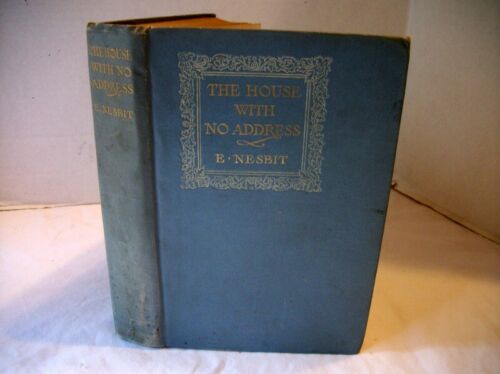 THE HOUSE
WITH NO
ADDRESS
E·NESBIT
THE HOUSE
WITH
NO ADDRESS
E·NESBIT